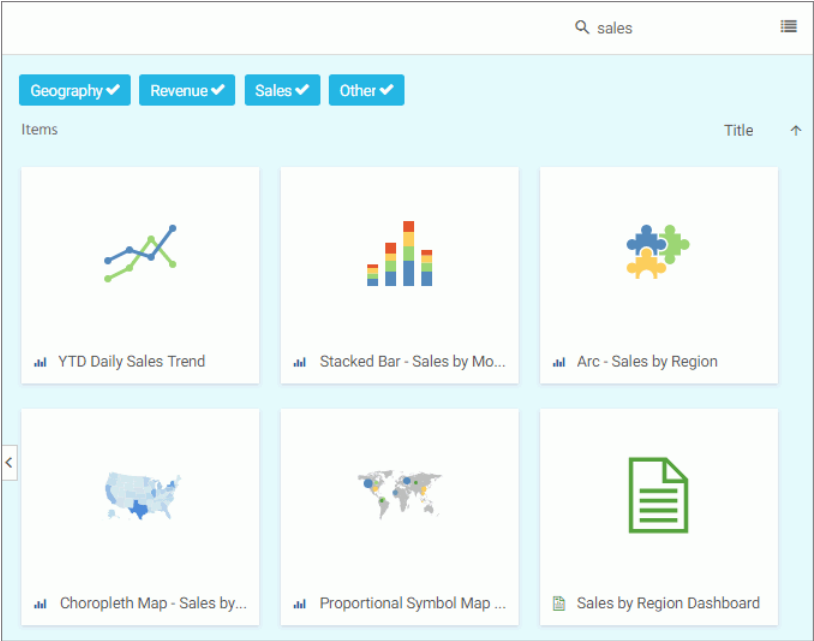 sales
Geography Revenue Sales Other
Items Title
YTD Daily Sales Trend
Stacked Bar - Sales by Mo...
Arc - Sales by Region
Choropleth Map - Sales by...
Proportional Symbol Map ...
Sales by Region Dashboard